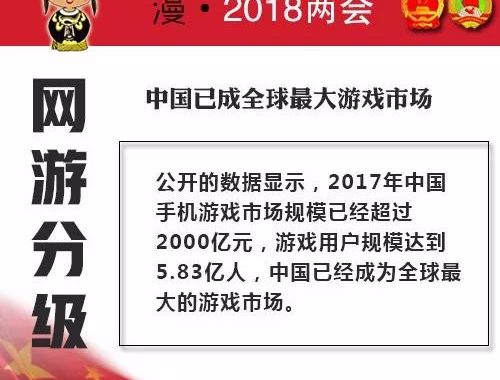 漫·2018两会
网游分级
中国已成全球最大游戏市场
公开的数据显示，2017年中国
手机游戏市场规模已经超过
2000亿元，游戏用户规模达到
5.83亿人，中国已经成为全球最
大的游戏市场。